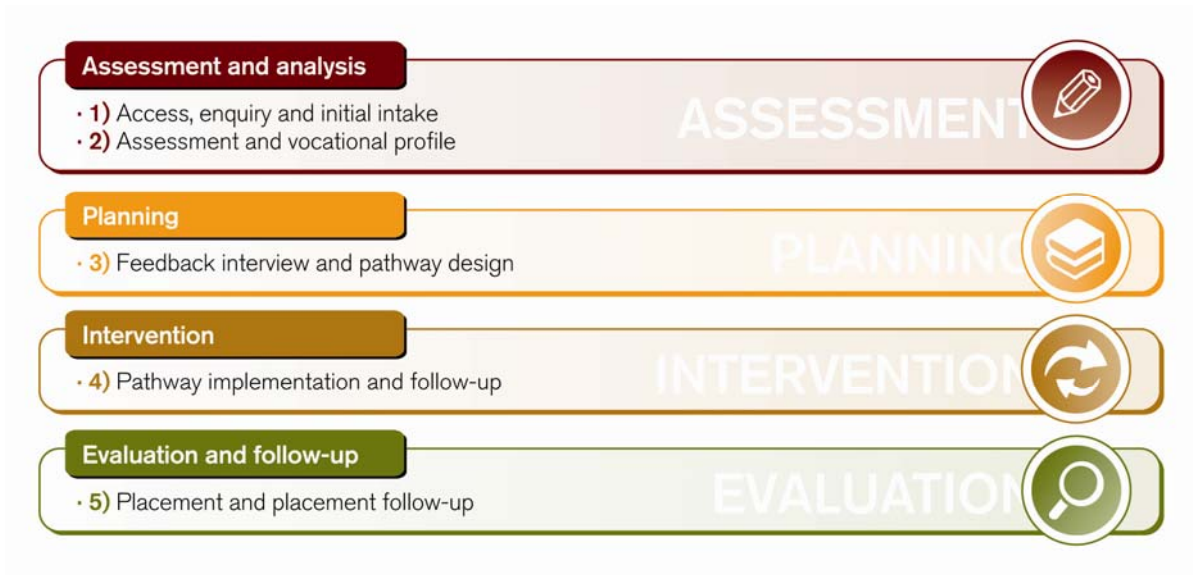 Assessment and analysis
· 1) Access, enquiry and initial intake
· 2) Assessment and vocational profile
ASSESSMENT
Planning
· 3) Feedback interview and pathway design
PLANNING
Intervention
· 4) Pathway implementation and follow-up
INTERVENTION
Evaluation and follow-up
· 5) Placement and placement follow-up
EVALUATION